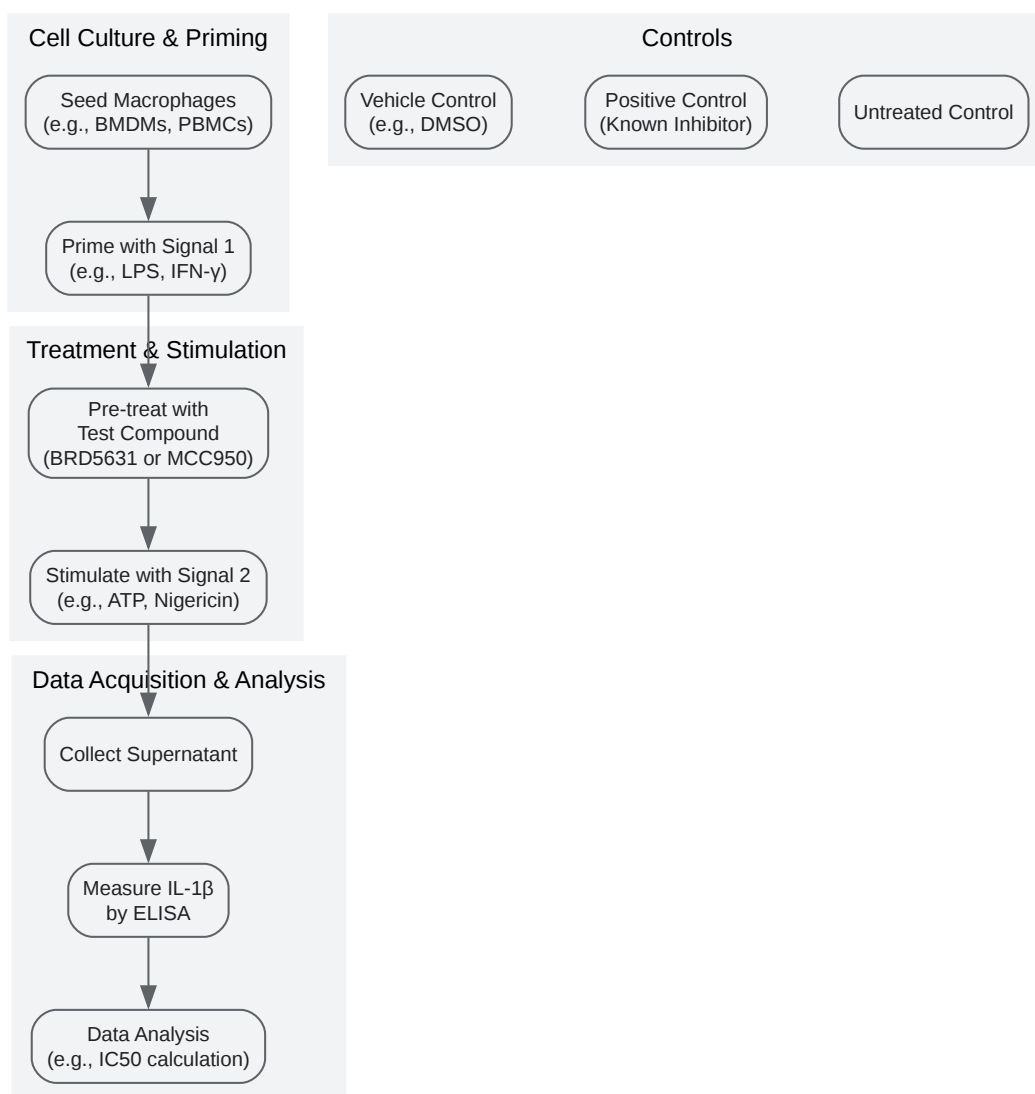 Cell Culture & Priming
Seed Macrophages
(e.g., BMDMs, PBMCs)
Prime with Signal 1
(e.g., LPS, IFN-γ)
Treatment & Stimulation
Pre-treat with
Test Compound
(BRD5631 or MCC950)
Stimulate with Signal 2
(e.g., ATP, Nigericin)
Data Acquisition & Analysis
Collect Supernatant
Measure IL-1β
by ELISA
Data Analysis
(e.g., IC50 calculation)
Controls
Vehicle Control
(e.g., DMSO)
Positive Control
(Known Inhibitor)
Untreated Control